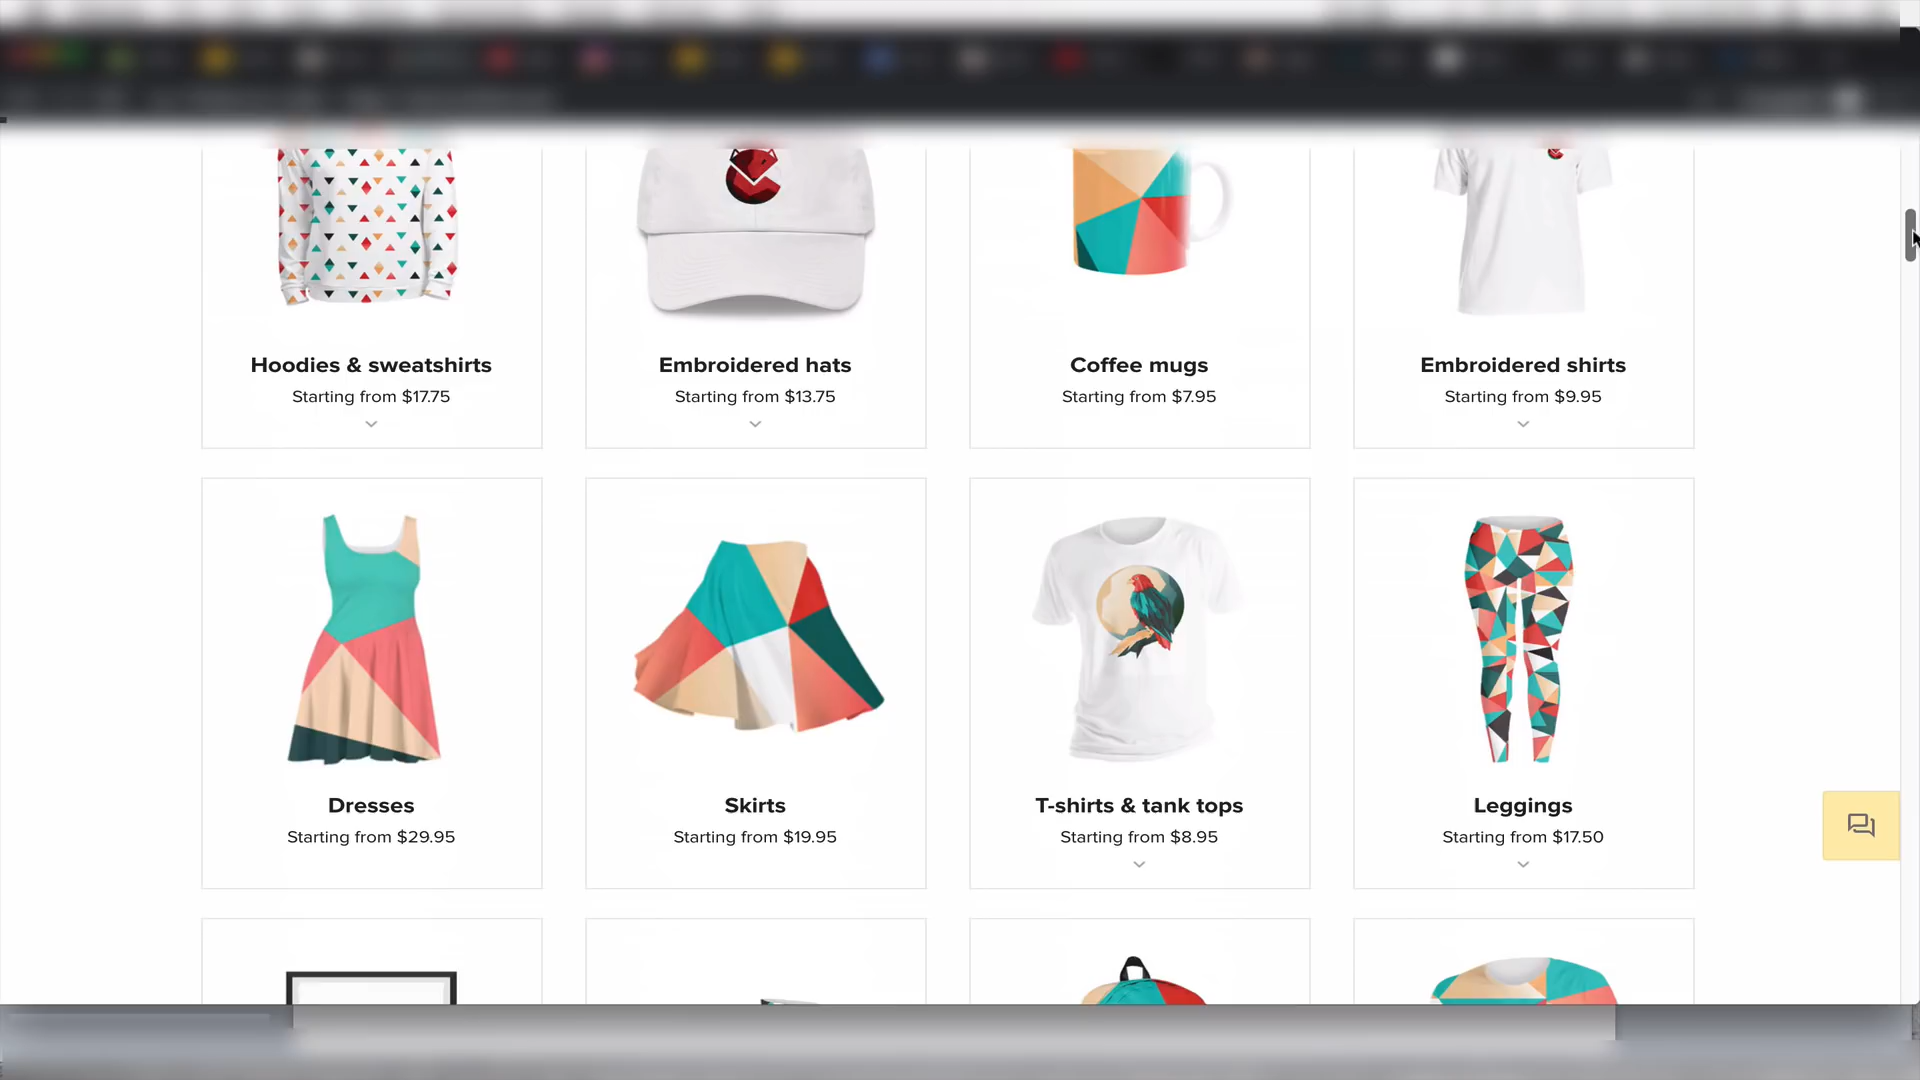 Hoodies & sweatshirts
Starting from $17.75
Embroidered hats
Starting from $13.75
Coffee mugs
Starting from $7.95
Embroidered shirts
Starting from $9.95
Dresses
Starting from $29.95
Skirts
Starting from $19.95
T-shirts & tank tops
Starting from $8.95
Leggings
Starting from $17.50